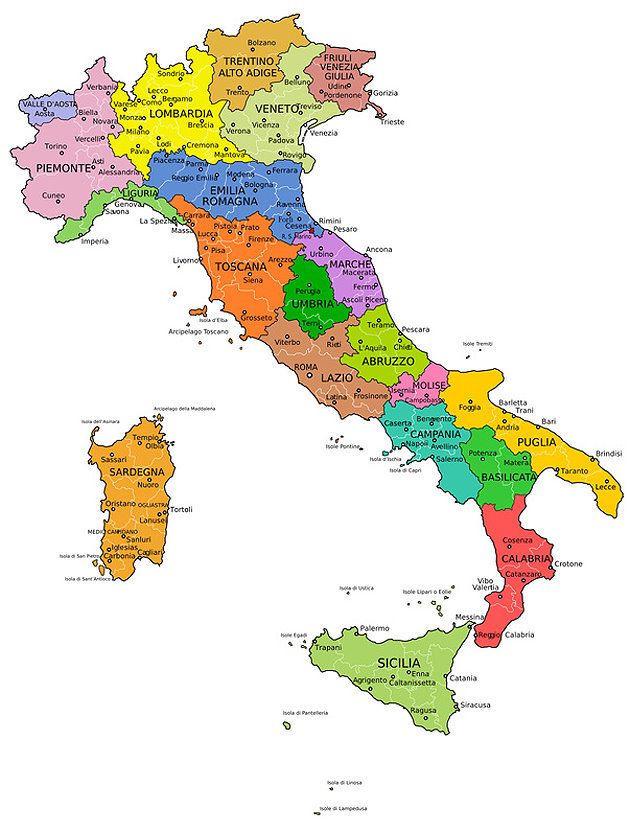 Bolzano
TRENTINO
ALTO ADIGE
Trento
FRIULI
VENEZIA
GIULIA
Udine
Pordenone
Gorizia
Trieste
Belluno
VENETO
Treviso
Vicenza
Verona
Padova
Venezia
Rovigo
Sondrio
Lecco
Como
Bergamo
Varese
LOMBARDIA
Monza
Brescia
Milano
Lodi
Cremona
Pavia
Mantova
VALLE D'AOSTA
Aosta
Verbania
Biella
Novara
Vercelli
Torino
Asti
PIEMONTE
Alessandria
Cuneo
LIGURIA
Genova
Savona
La Spezia
Imperia
Piacenza
Parma
Reggio Emilia
Modena
Ferrara
Bologna
EMILIA
ROMAGNA
Ravenna
Forlì
Cesena
Rimini
R. S. Marino
Pesaro
Urbino
Ancona
MARCHE
Macerata
Fermo
Ascoli Piceno
Carrara
Massa
Pistoia
Prato
Lucca
Firenze
Pisa
Livorno
Arezzo
TOSCANA
Siena
Grosseto
Isola d'Elba
Arcipelago Toscano
Perugia
UMBRIA
Terni
Viterbo
Rieti
ROMA
LAZIO
Latina
Frosinone
Isole Pontine
Teramo
Pescara
L'Aquila
Chieti
ABRUZZO
Isole Tremiti
MOLISE
Isernia
Campobasso
Caserta
Benevento
CAMPANIA
Napoli
Avellino
Salerno
Isola d'Ischia
Isola di Capri
Foggia
Barletta
Trani
Andria
Bari
PUGLIA
Brindisi
Taranto
Lecce
Potenza
Matera
BASILICATA
Cosenza
CALABRIA
Crotone
Catanzaro
Vibo
Valentia
Reggio Calabria
Arcipelago della Maddalena
Isola dell'Asinara
Tempio
Olbia
Sassari
SARDEGNA
Nuoro
Oristano
OGLIASTRA
Tortoli
Lanusei
MEDIO CAMPIDANO
Sanluri
Iglesias
Carbonia
Cagliari
Isola di San Pietro
Isola di Sant'Antioco
Isola di Ustica
Isole Lipari o Eolie
Messina
Palermo
Isole Egadi
Trapani
SICILIA
Enna
Agrigento
Caltanissetta
Catania
Siracusa
Ragusa
Isola di Pantelleria
Isola di Linosa
Isole di Lampedusa